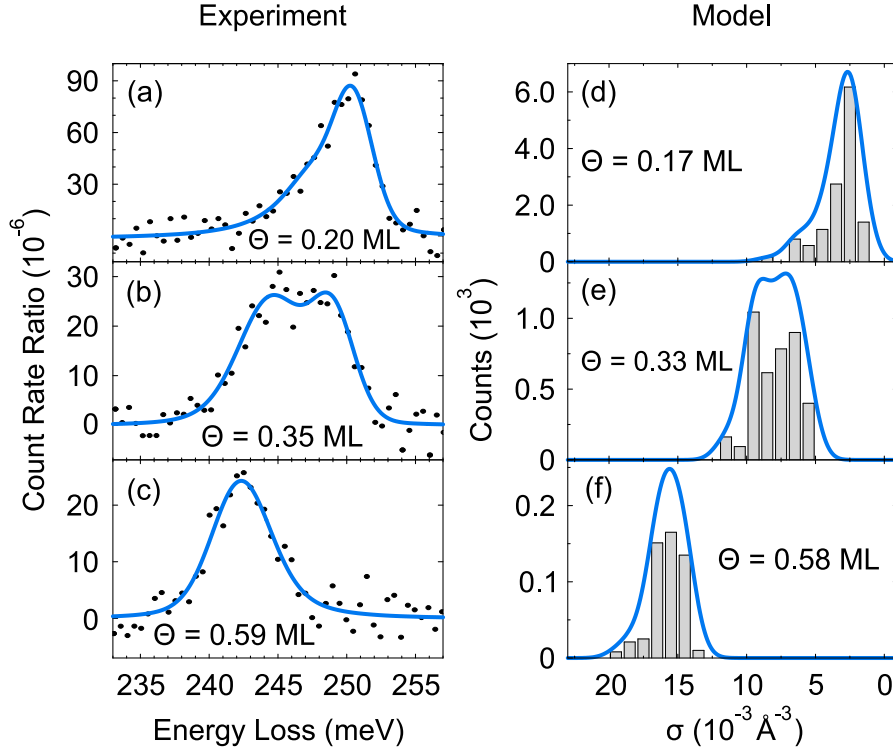 Experiment
Model
(a)
Θ = 0.20 ML
90
60
30
(b)
Θ = 0.35 ML
30
20
10
0
(c)
Θ = 0.59 ML
20
10
0
235 240 245 250 255
Energy Loss (meV)
Count Rate Ratio (10-6)
(d)
Θ = 0.17 ML
6.0
4.0
2.0
0
(e)
Θ = 0.33 ML
1.0
0.5
0
(f)
Θ = 0.58 ML
0.2
0.1
0
20 15 10 5 0
σ (10-3 Å-3)
Counts (103)